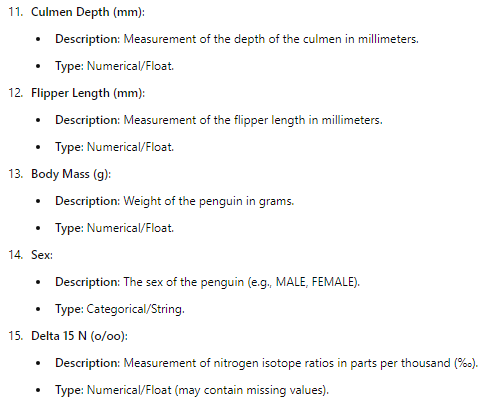 11. Culmen Depth (mm):
• Description: Measurement of the depth of the culmen in millimeters.
• Type: Numerical/Float.
12. Flipper Length (mm):
• Description: Measurement of the flipper length in millimeters.
• Type: Numerical/Float.
13. Body Mass (g):
• Description: Weight of the penguin in grams.
• Type: Numerical/Float.
14. Sex:
• Description: The sex of the penguin (e.g., MALE, FEMALE).
• Type: Categorical/String.
15. Delta 15 N (o/oo):
• Description: Measurement of nitrogen isotope ratios in parts per thousand (‰).
• Type: Numerical/Float (may contain missing values).